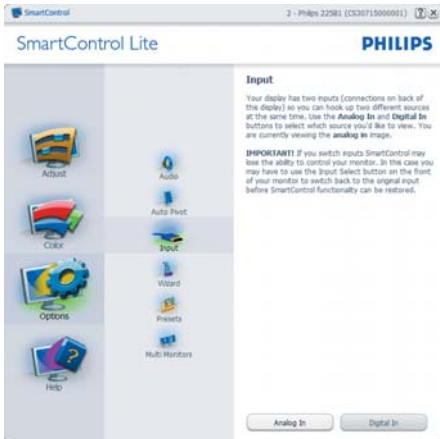 SmartControl
2 - Philips 225B1 (CS30715000001)
SmartControl Lite
PHILIPS
Adjust
Color
Options
Help
Audio
Auto Pivot
Input
Wizard
Presets
Multi Monitors
Input
Your display has two inputs (connections on back of
this display) so you can hook up two different sources
at the same time. Use the Analog In and Digital In
buttons to select which source you'd like to view. You
are currently viewing the analog in image.
IMPORTANT! If you switch inputs SmartControl may
lose the ability to control your monitor. In this case you
may have to use the Input Select button on the front
of your monitor to switch back to the original input
before SmartControl functionality can be restored.
Analog In
Digital In